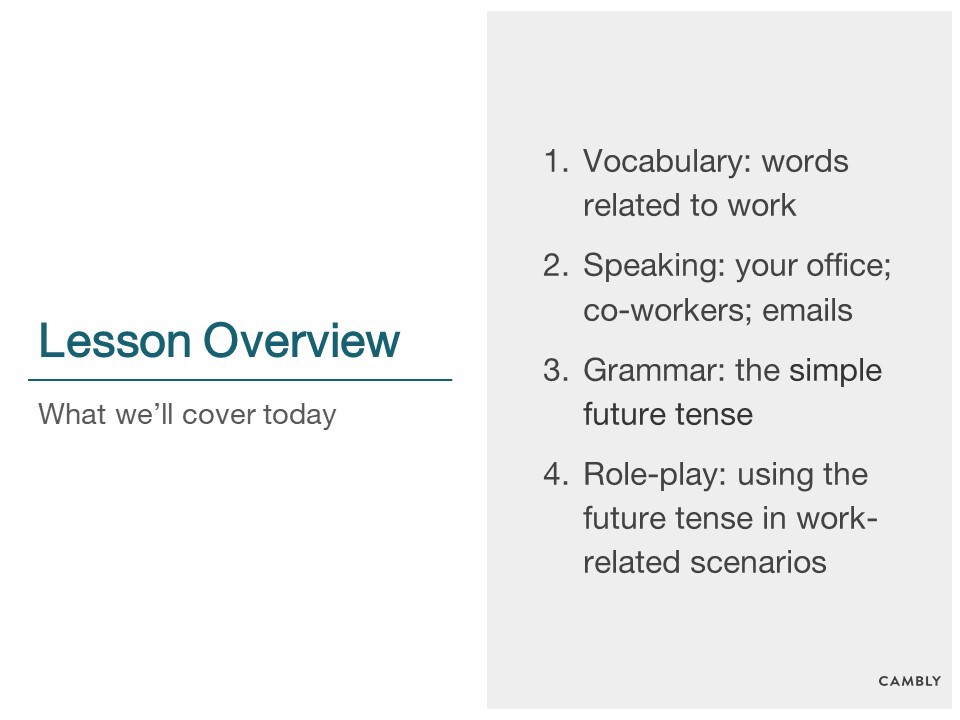 Lesson Overview
What we’ll cover today
1. Vocabulary: words
related to work
2. Speaking: your office;
co-workers; emails
3. Grammar: the simple
future tense
4. Role-play: using the
future tense in work-
related scenarios
CAMBLY